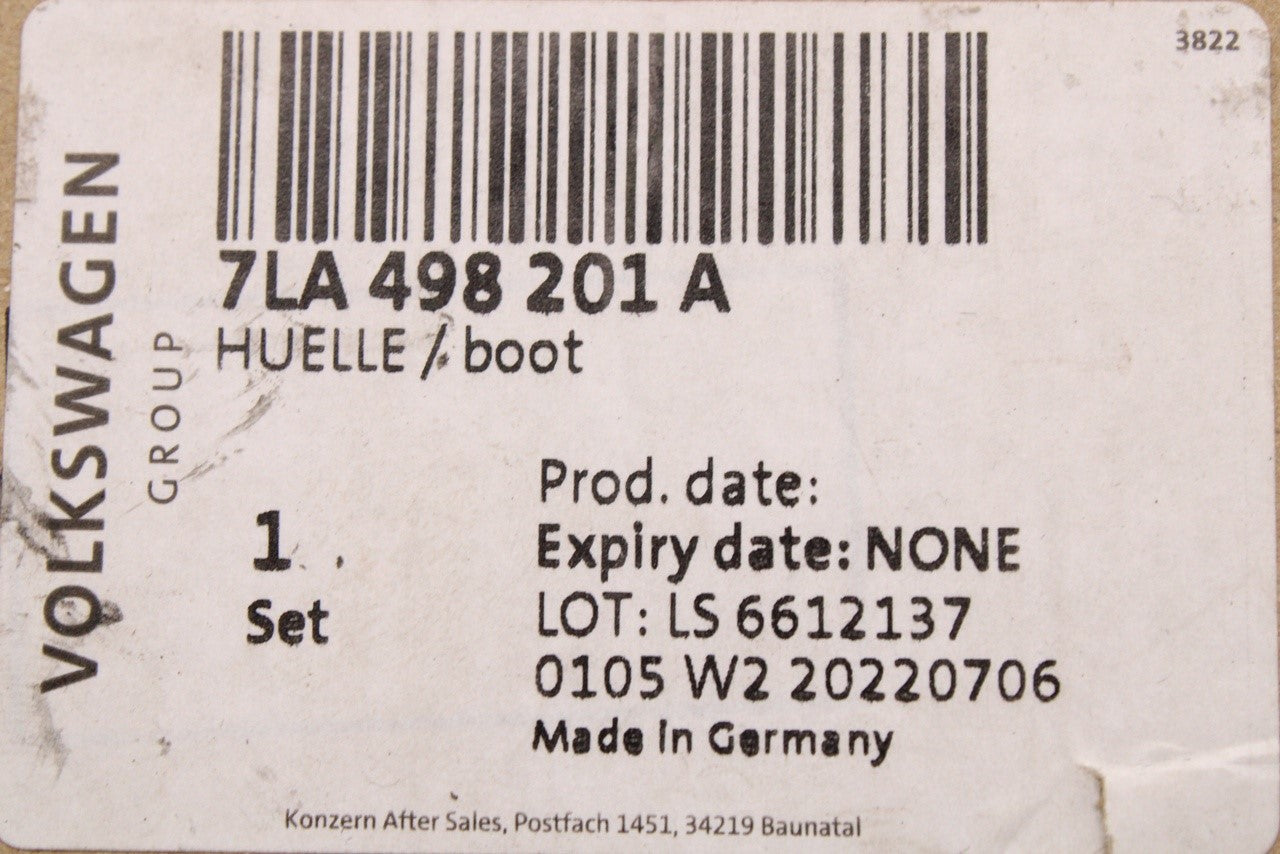 3822
VOLKSWAGEN
GROUP
7LA 498 201 A
HUELLE / boot
1
Set
Prod. date:
Expiry date: NONE
LOT: LS 6612137
0105 W2 20220706
Made in Germany
Konzern After Sales, Postfach 1451, 34219 Baunatal